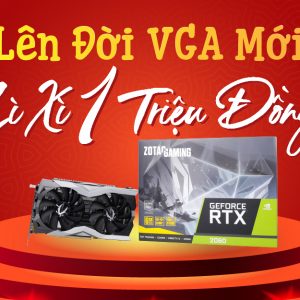 Lên Đời VGA Mới
Lì Xì 1 Triệu Đồng
ZOTAC GAMING
GEFORCE
RTX
2060